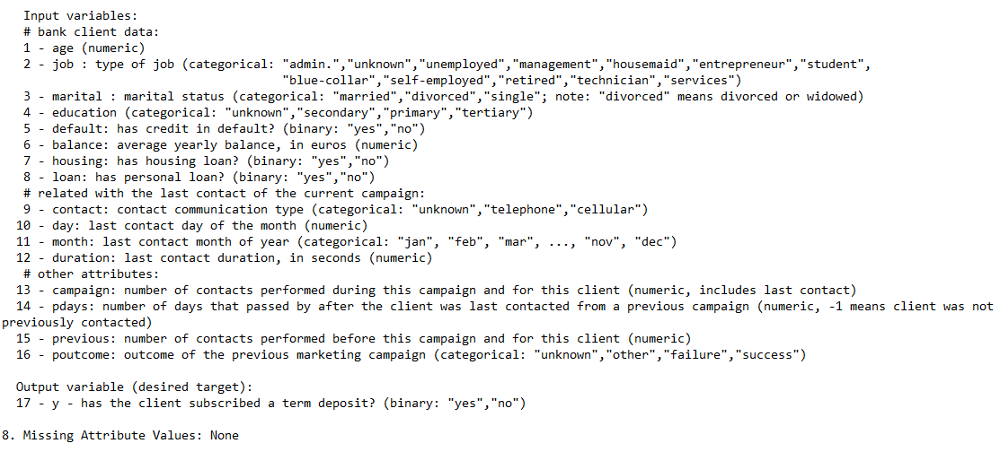 Input variables:
# bank client data:
1 - age (numeric)
2 - job : type of job (categorical: "admin.","unknown","unemployed","management","housemaid","entrepreneur","student",
"blue-collar","self-employed","retired","technician","services")
3 - marital : marital status (categorical: "married","divorced","single"; note: "divorced" means divorced or widowed)
4 - education (categorical: "unknown","secondary","primary","tertiary")
5 - default: has credit in default? (binary: "yes","no")
6 - balance: average yearly balance, in euros (numeric)
7 - housing: has housing loan? (binary: "yes","no")
8 - loan: has personal loan? (binary: "yes","no")
# related with the last contact of the current campaign:
9 - contact: contact communication type (categorical: "unknown","telephone","cellular")
10 - day: last contact day of the month (numeric)
11 - month: last contact month of year (categorical: "jan", "feb", "mar", ..., "nov", "dec")
12 - duration: last contact duration, in seconds (numeric)
# other attributes:
13 - campaign: number of contacts performed during this campaign and for this client (numeric, includes last contact)
14 - pdays: number of days that passed by after the client was last contacted from a previous campaign (numeric, -1 means client was not
previously contacted)
15 - previous: number of contacts performed before this campaign and for this client (numeric)
16 - poutcome: outcome of the previous marketing campaign (categorical: "unknown","other","failure","success")
Output variable (desired target):
17 - y - has the client subscribed a term deposit? (binary: "yes","no")
8. Missing Attribute Values: None